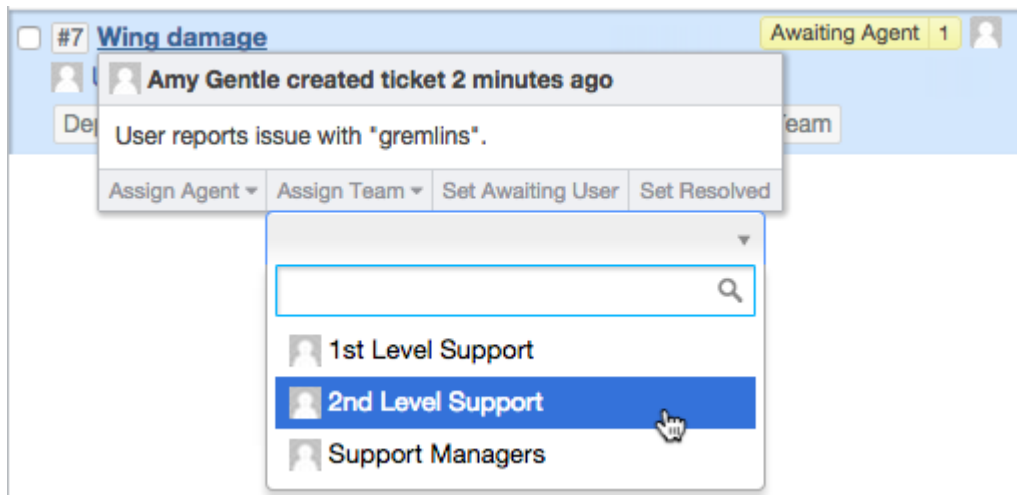 #7 Wing damage Awaiting Agent 1
Amy Gentle created ticket 2 minutes ago
User reports issue with "gremlins".
Assign Agent Assign Team Set Awaiting User Set Resolved
1st Level Support
2nd Level Support
Support Managers